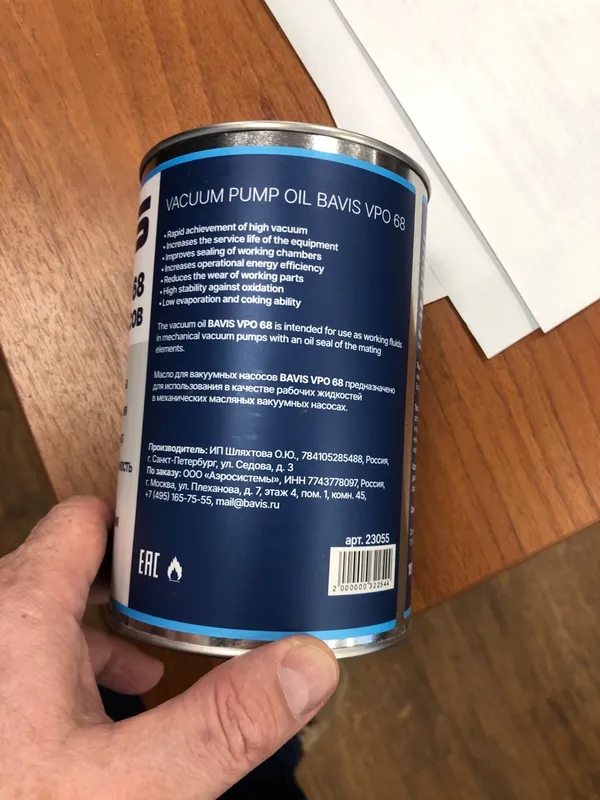 S
68
СОВ
VACUUM PUMP OIL BAVIS VPO 68
• Rapid achievement of high vacuum
• Increases the service life of the equipment
• Improves sealing of working chambers
• Increases operational energy efficiency
• Reduces the wear of working parts
• High stability against oxidation
• Low evaporation and coking ability
The vacuum oil BAVIS VPO 68 is intended for use as working fluids
in mechanical vacuum pumps with an oil seal of the mating
elements.
Масло для вакуумных насосов BAVIS VPO 68 предназначено
для использования в качестве рабочих жидкостей
в механических масляных вакуумных насосах.
Производитель: ИП Шляхтова О.Ю., 784105285488, Россия,
г. Санкт-Петербург, ул. Седова, д. 3
По заказу: ООО «Аэросистемы», ИНН 7743778097, Россия,
г. Москва, ул. Плеханова, д. 7, этаж 4, пом. 1, комн. 45,
+7 (495) 165-75-55, mail@bavis.ru
EAC
арт. 23055
2 000000 322544